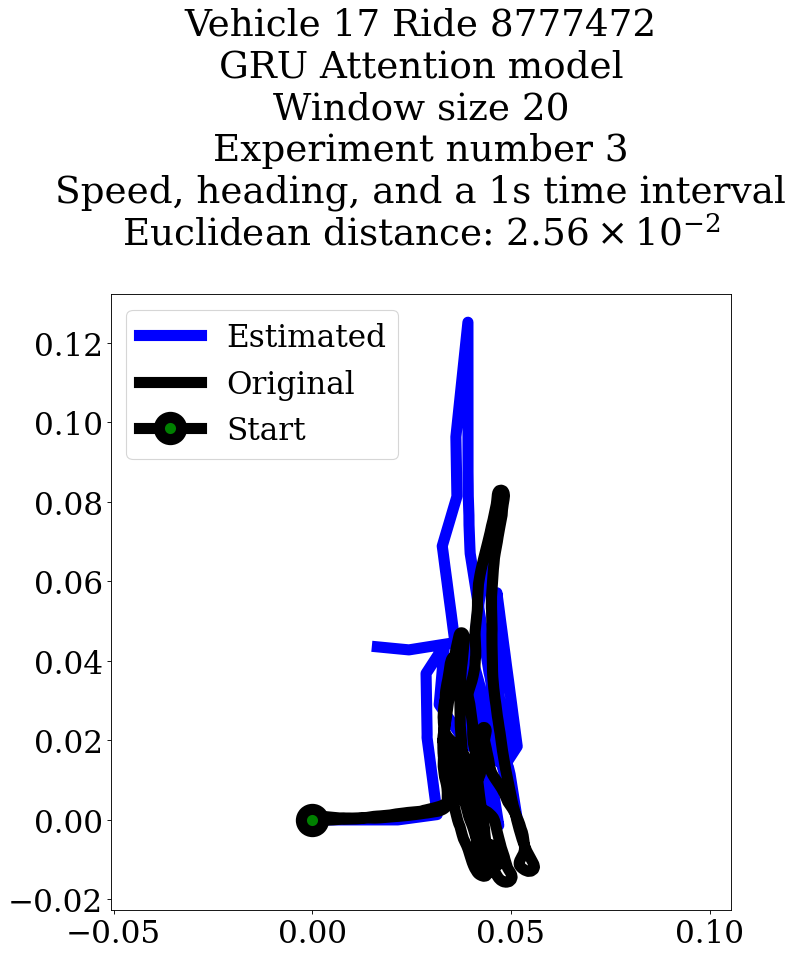 Vehicle 17 Ride 8777472
GRU Attention model
Window size 20
Experiment number 3
Speed, heading, and a 1s time interval
Euclidean distance: 2.56 × 10⁻²
Estimated
Original
Start
0.12
0.10
0.08
0.06
0.04
0.02
0.00
−0.02
−0.05 0.00 0.05 0.10